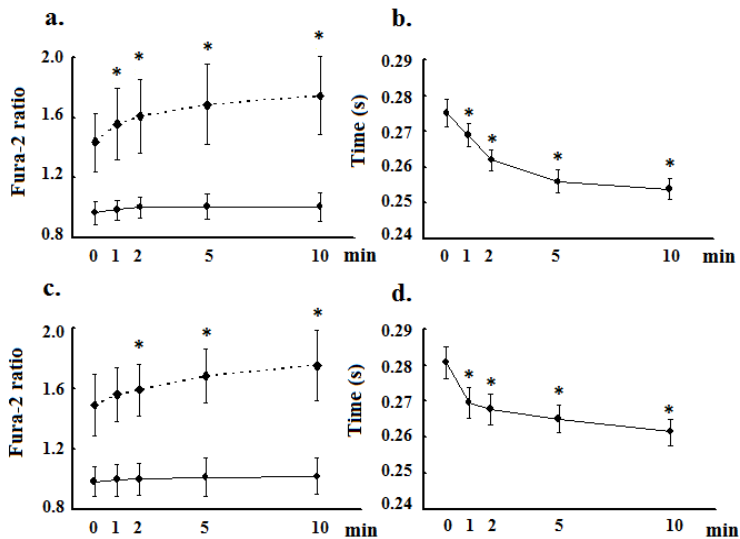 a.
Fura-2 ratio
2.0
1.6
1.2
0.8
* * * *
0 1 2 5 10 min
b.
Time (s)
0.29
0.28
0.27
0.26
0.25
0.24
* * * *
0 1 2 5 10 min
c.
Fura-2 ratio
2.0
1.6
1.2
0.8
* * *
0 1 2 5 10 min
d.
Time (s)
0.29
0.28
0.27
0.26
0.25
0.24
* * * *
0 1 2 5 10 min